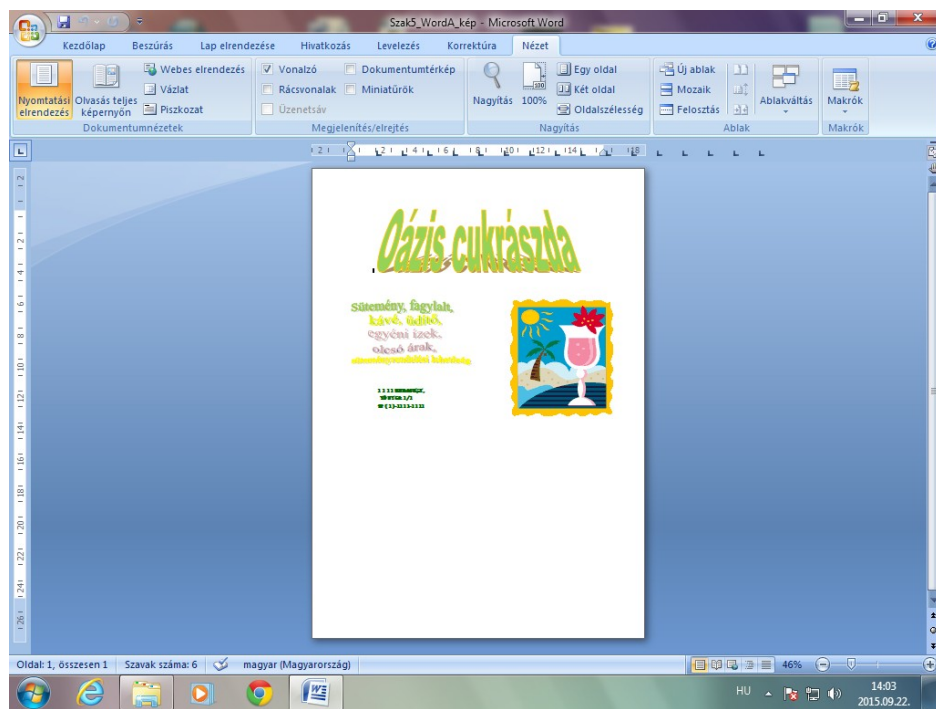 Szak5_WordA_kép - Microsoft Word
Kezdőlap Beszúrás Lap elrendezése Hivatkozás Levelezés Korrektúra Nézet
Nyomtatási elrendezés
Olvasás teljes képernyőn
Webes elrendezés
Vázlat
Piszkozat
Dokumentumnézetek
Vonalzó
Rácsvonalak
Üzenetsáv
Dokumentumtérkép
Miniatűrök
Megjelenítés/elrejtés
Nagyítás
100%
Egy oldal
Két oldal
Oldalszélesség
Nagyítás
Új ablak
Mozaik
Felosztás
Ablakváltás
Ablak
Makrók
Makrók
Oázis cukrászda
Sütemény, fagylalt,
kávé, üdítő,
egyéni ízek,
olcsó árak,
Oldal: 1, összesen 1 Szavak száma: 6 magyar (Magyarország) 46%
HU 14:03
2015.09.22.